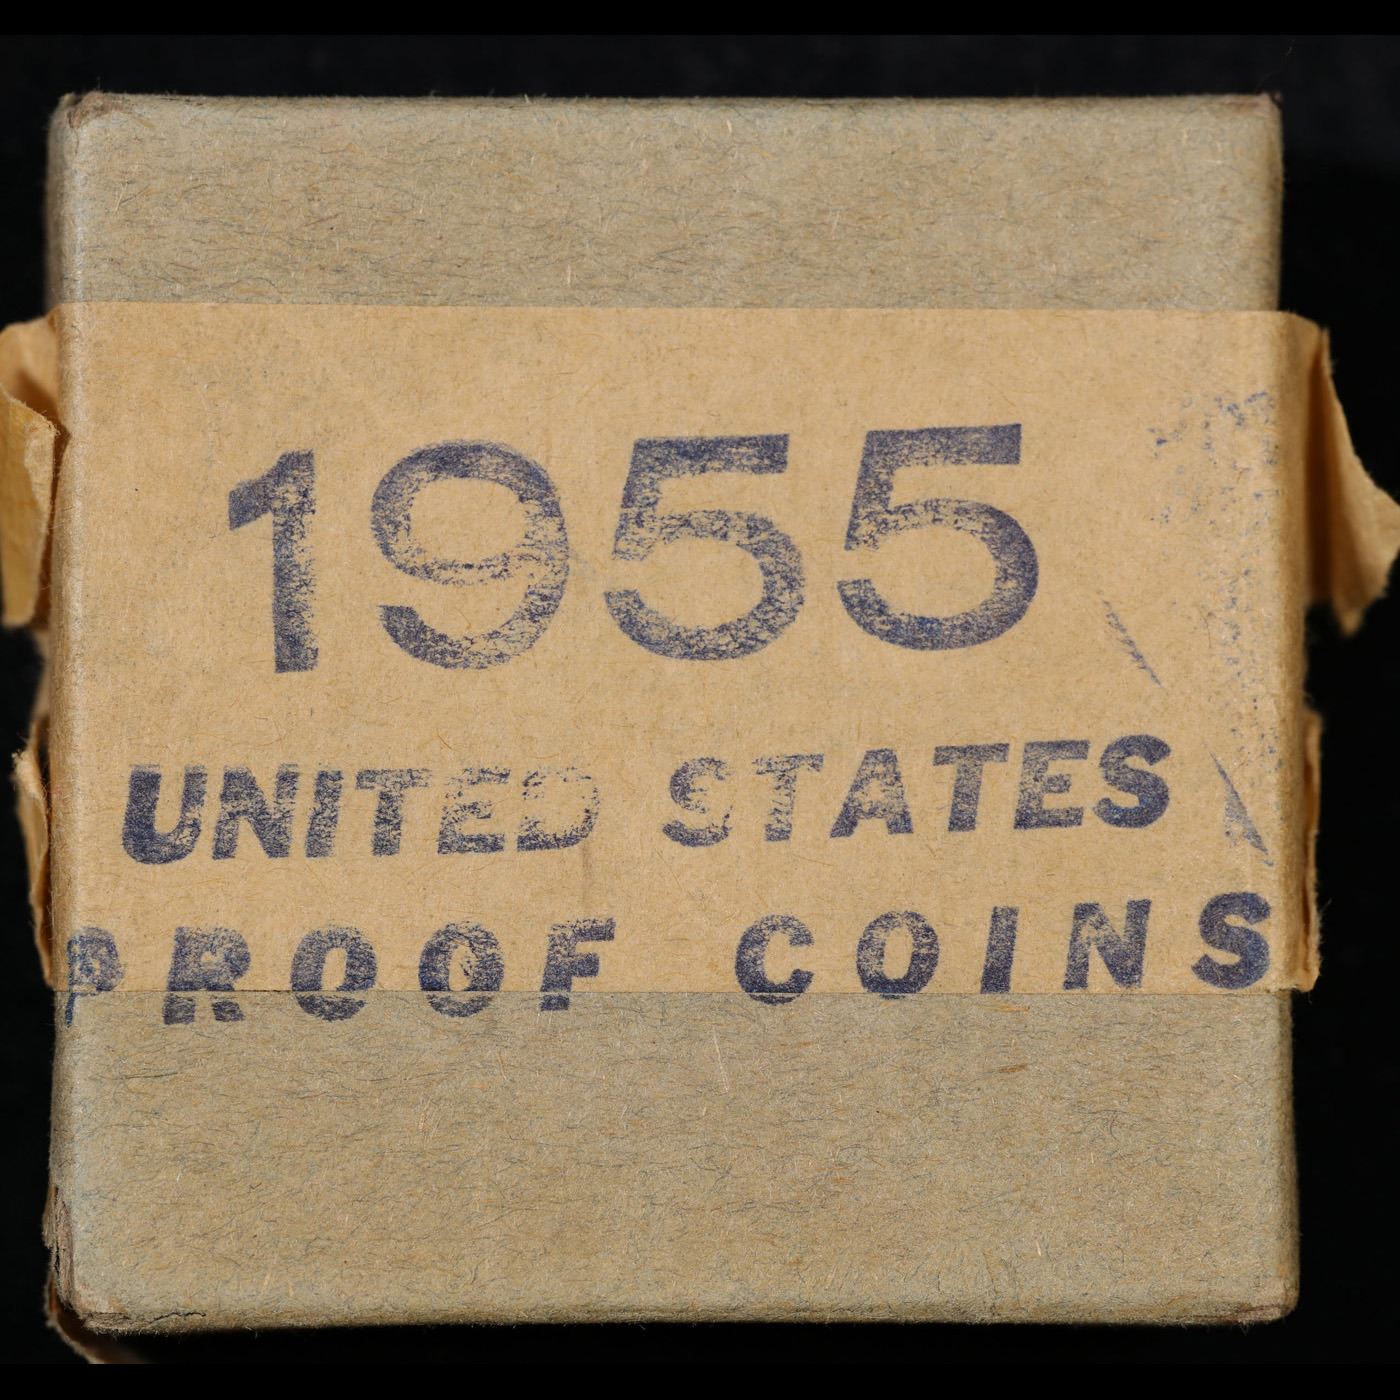 1955
UNITED STATES
PROOF COINS